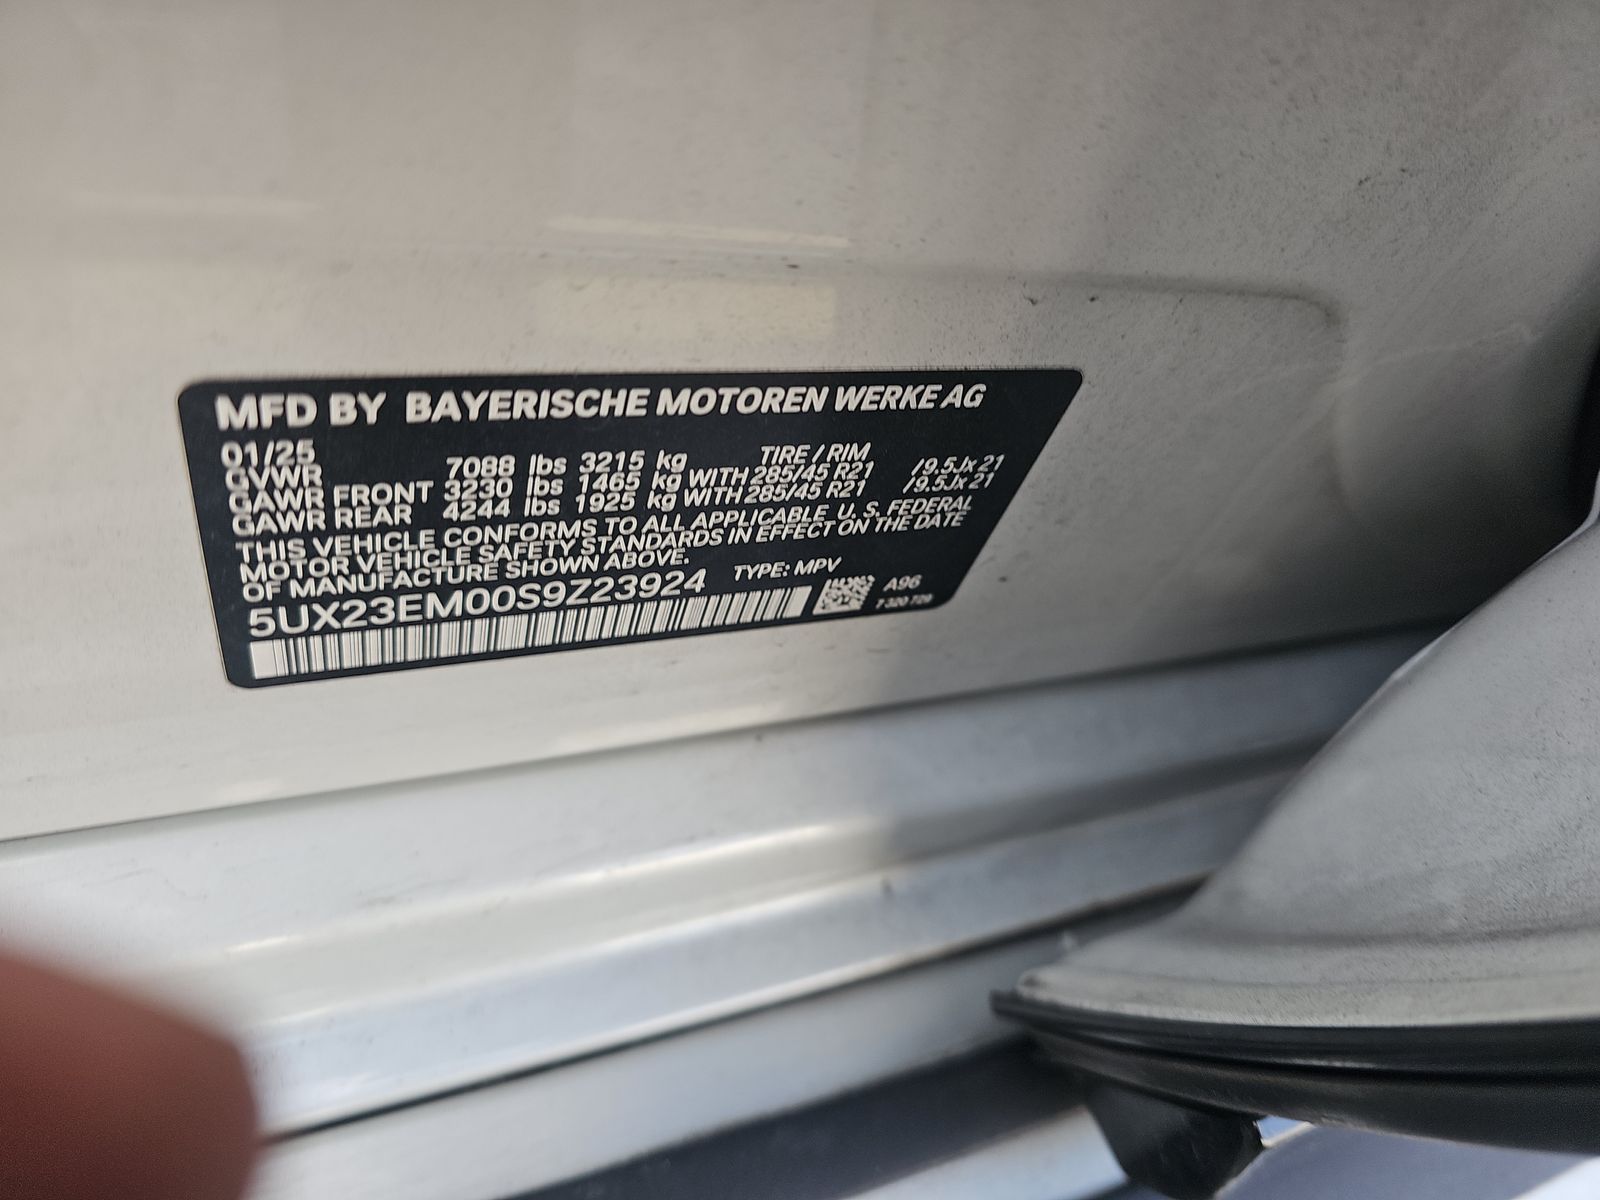 MFD BY BAYERISCHE MOTOREN WERKE AG
01/25 TIRE / RIM
GVWR 7088 lbs 3215 kg
GAWR FRONT 3230 lbs 1465 kg WITH 285/45 R21 /9.5Jx21
GAWR REAR 4244 lbs 1925 kg WITH 285/45 R21 /9.5Jx21
THIS VEHICLE CONFORMS TO ALL APPLICABLE U. S. FEDERAL
MOTOR VEHICLE SAFETY STANDARDS IN EFFECT ON THE DATE
OF MANUFACTURE SHOWN ABOVE.
5UX23EM00S9Z23924 TYPE: MPV
A96
7 320 729